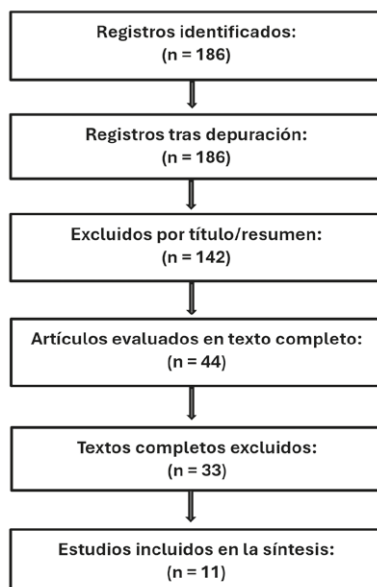 Registros identificados:
(n = 186)
Registros tras depuración:
(n = 186)
Excluidos por título/resumen:
(n = 142)
Artículos evaluados en texto completo:
(n = 44)
Textos completos excluidos:
(n = 33)
Estudios incluidos en la síntesis:
(n = 11)